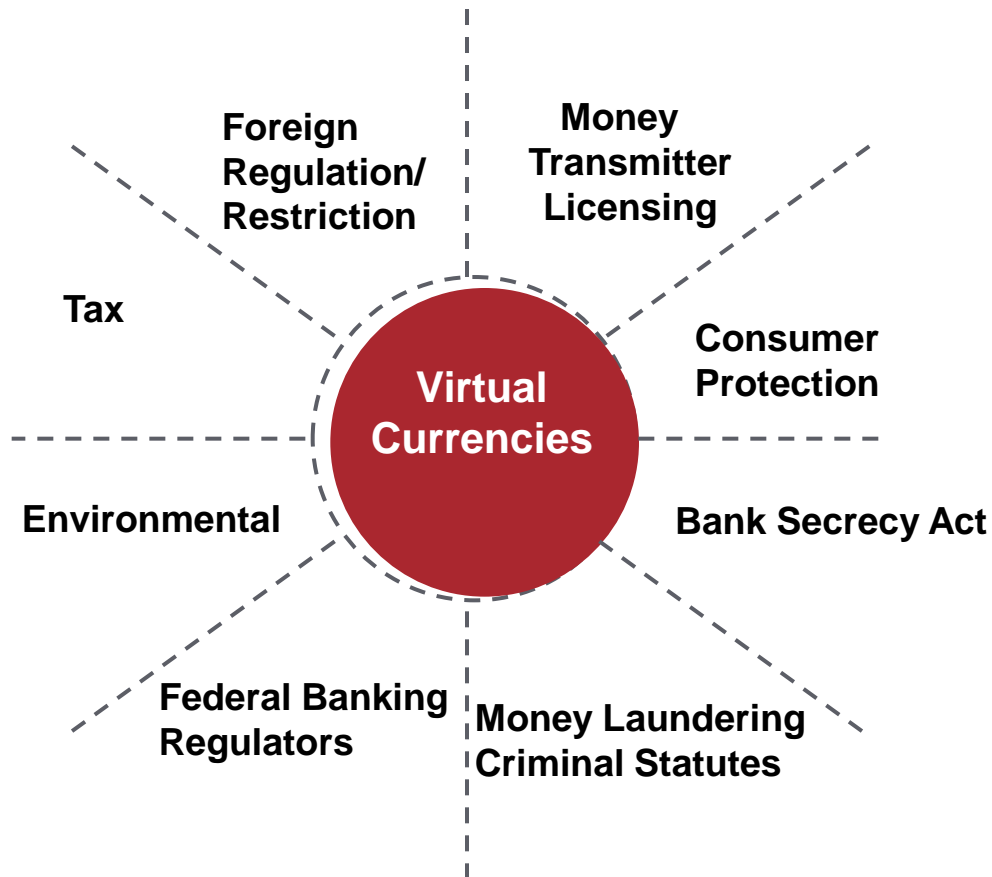 Foreign
Regulation/
Restriction
Money
Transmitter
Licensing
Tax
Consumer
Protection
Virtual
Currencies
Environmental
Bank Secrecy Act
Federal Banking
Regulators
Money Laundering
Criminal Statutes